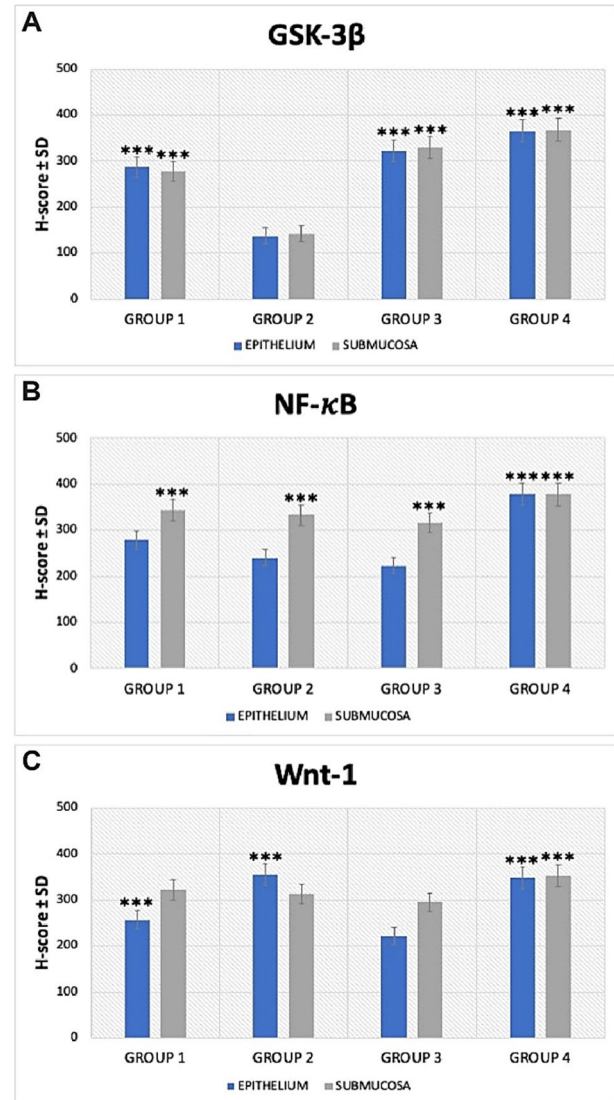 A
GSK-3β
H-score ± SD
500
400
300
200
100
0
*** ***
*** ***
*** ***
GROUP 1 GROUP 2 GROUP 3 GROUP 4
EPITHELIUM SUBMUCOSA
B
NF-κB
H-score ± SD
500
400
300
200
100
0
***
***
***
*** ***
GROUP 1 GROUP 2 GROUP 3 GROUP 4
EPITHELIUM SUBMUCOSA
C
Wnt-1
H-score ± SD
500
400
300
200
100
0
***
***
*** ***
GROUP 1 GROUP 2 GROUP 3 GROUP 4
EPITHELIUM SUBMUCOSA